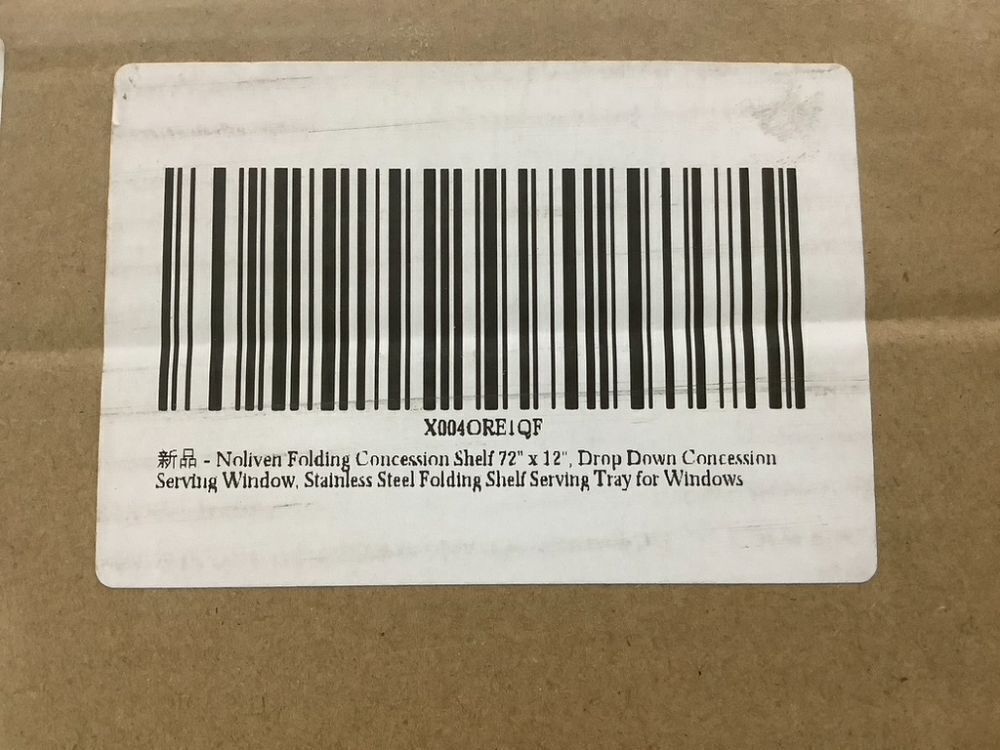 X004ORE1QF
新品 - Noliven Folding Concession Shelf 72" x 12", Drop Down Concession
Serving Window, Stainless Steel Folding Shelf Serving Tray for Windows